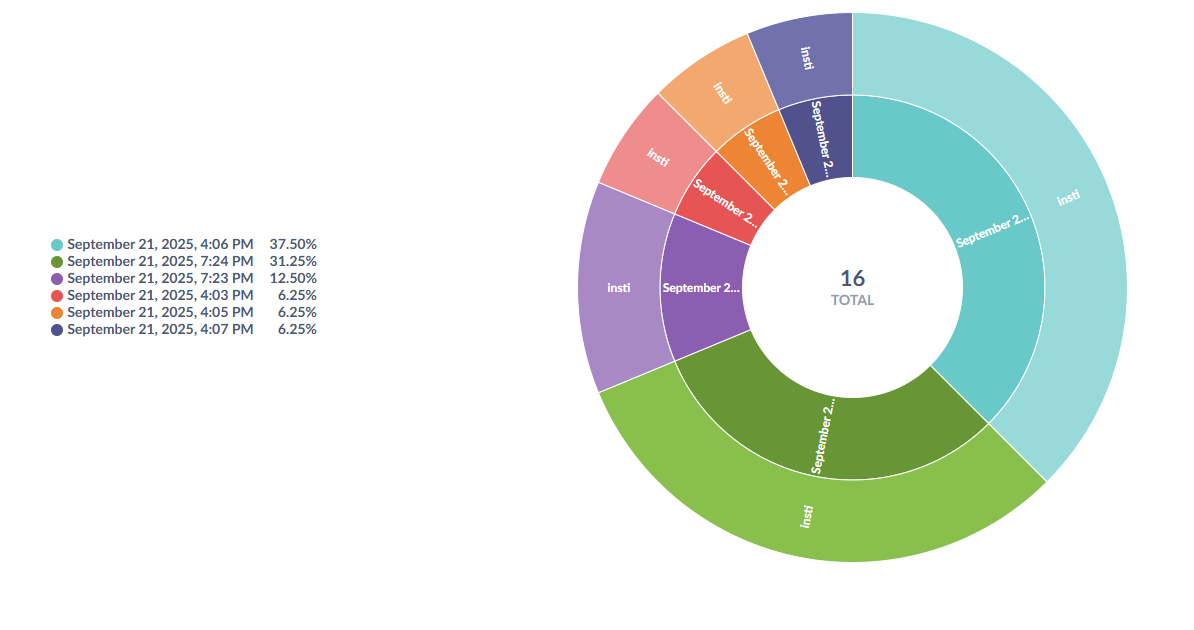 September 21, 2025, 4:06 PM 37.50%
September 21, 2025, 7:24 PM 31.25%
September 21, 2025, 7:23 PM 12.50%
September 21, 2025, 4:03 PM 6.25%
September 21, 2025, 4:05 PM 6.25%
September 21, 2025, 4:07 PM 6.25%
insti
insti
insti
insti
insti
insti
September 2...
September 2...
September 2...
September 2...
September 2...
September 2...
16
TOTAL